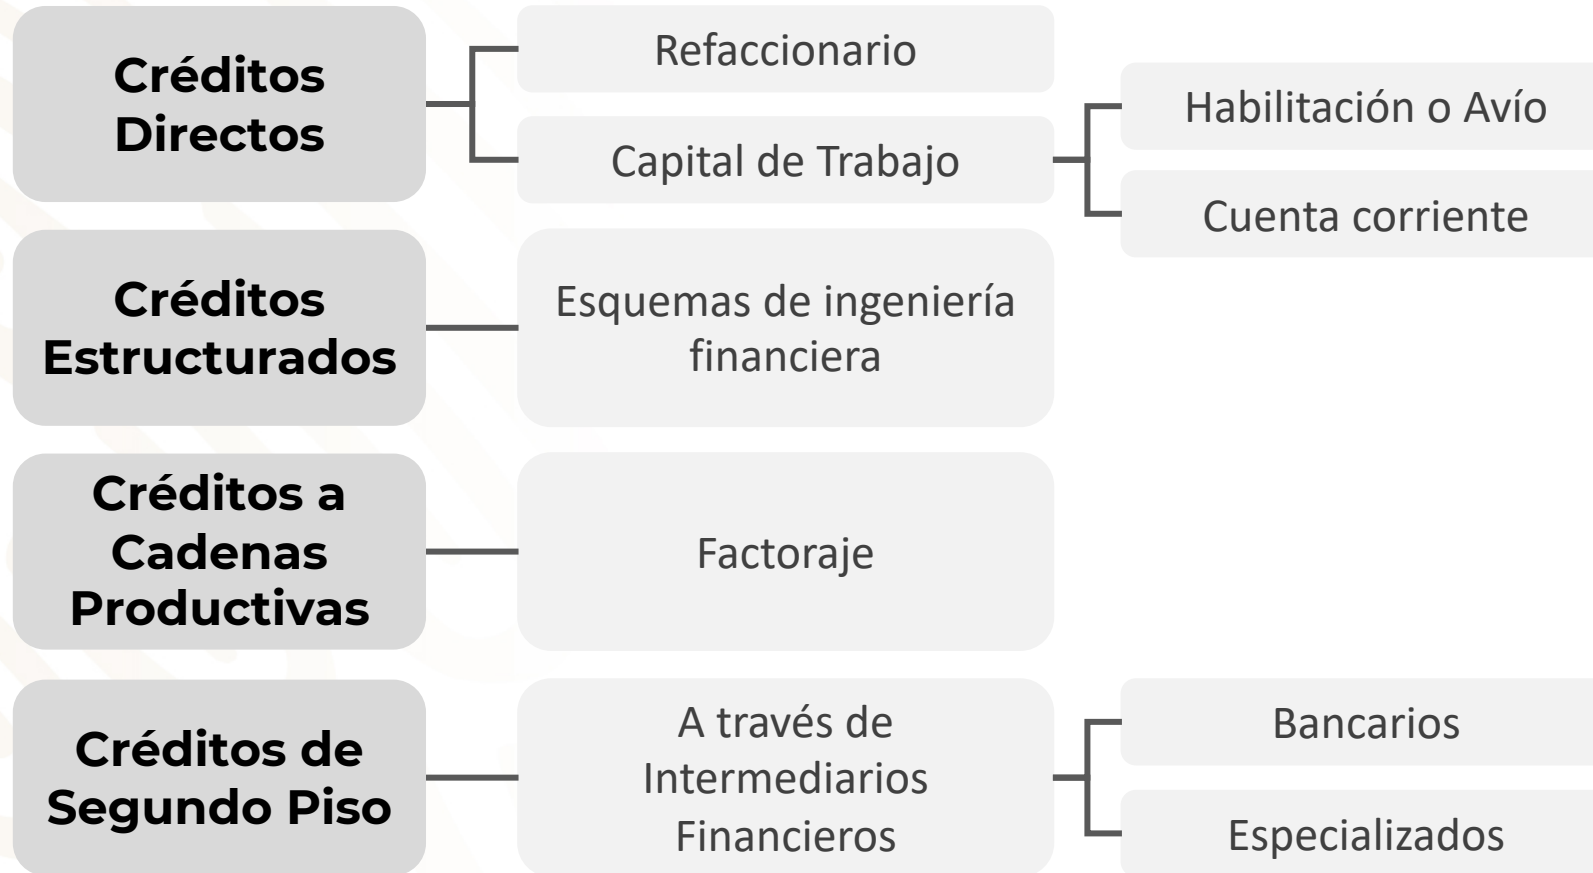 Créditos
Directos
Refaccionario
Capital de Trabajo
Habilitación o Avío
Cuenta corriente
Créditos
Estructurados
Esquemas de ingeniería
financiera
Créditos a
Cadenas
Productivas
Factoraje
Créditos de
Segundo Piso
A través de
Intermediarios
Financieros
Bancarios
Especializados